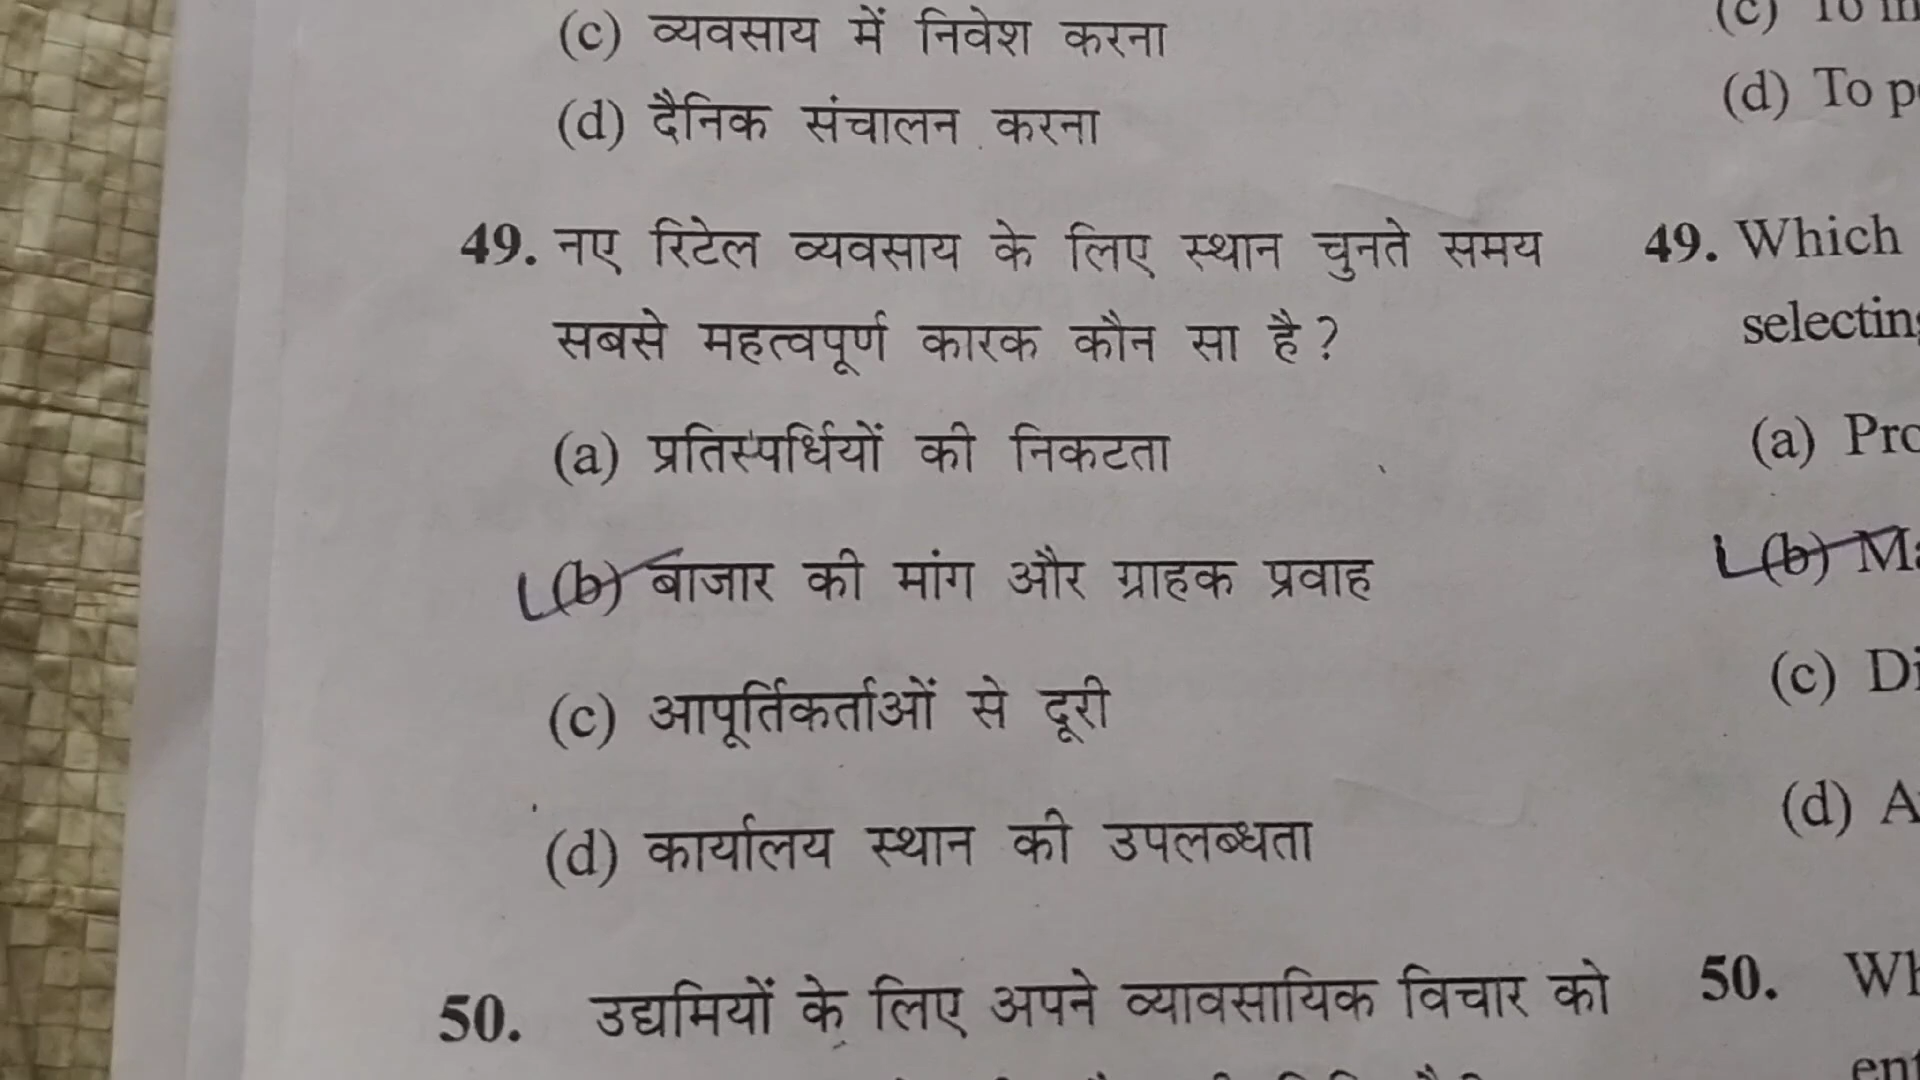 (c) व्यवसाय में निवेश करना
(d) दैनिक संचालन करना
49. नए रिटेल व्यवसाय के लिए स्थान चुनते समय
सबसे महत्वपूर्ण कारक कौन सा है?
(a) प्रतिस्पर्धियों की निकटता
(b) बाजार की मांग और ग्राहक प्रवाह
(c) आपूर्तिकर्ताओं से दूरी
(d) कार्यालय स्थान की उपलब्धता
50. उद्यमियों के लिए अपने व्यावसायिक विचार को
(c) To
(d) To
49. Which
(a)
(b)
(c)
(d)
50.